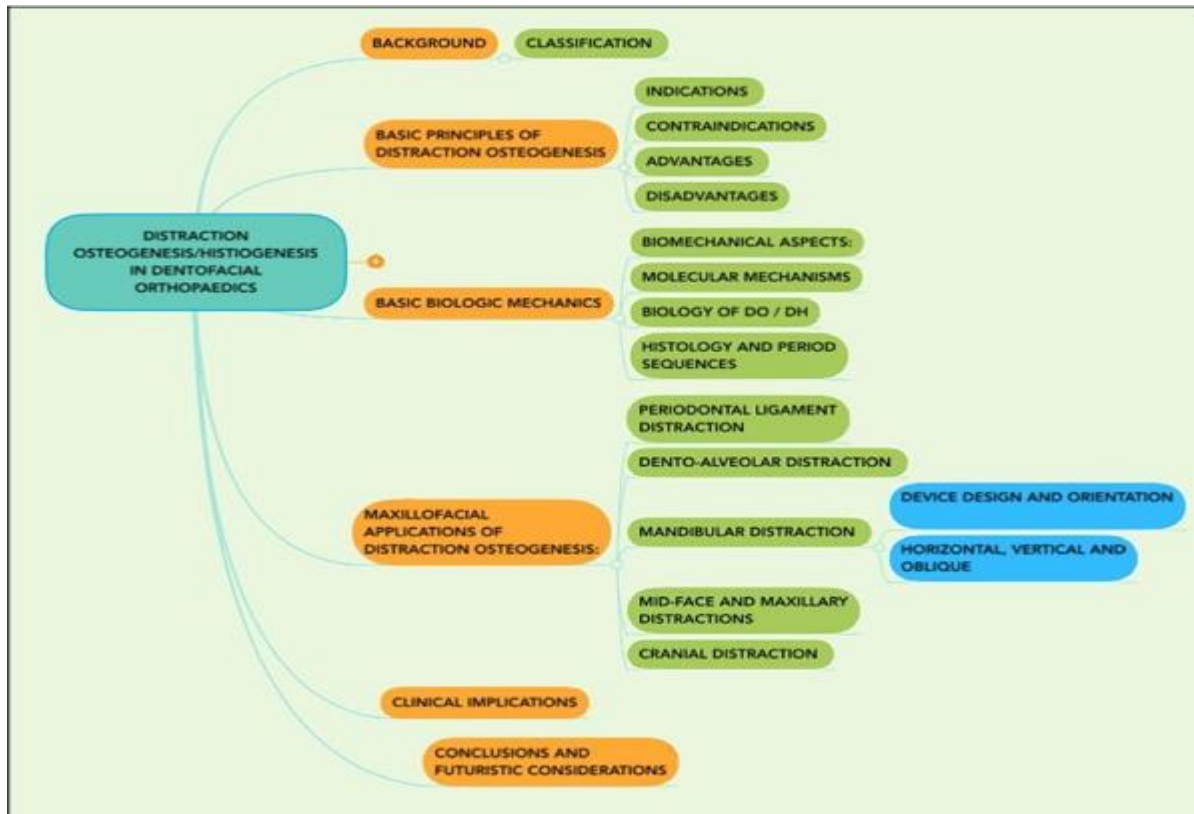 BACKGROUND
CLASSIFICATION
BASIC PRINCIPLES OF
DISTRACTION OSTEOGENESIS
INDICATIONS
CONTRAINDICATIONS
ADVANTAGES
DISADVANTAGES
DISTRACTION
OSTEOGENESIS/HISTIOGENESIS
IN DENTOFACIAL
ORTHOPAEDICS
BASIC BIOLOGIC MECHANICS
BIOMECHANICAL ASPECTS:
MOLECULAR MECHANISMS
BIOLOGY OF DO / DH
HISTOLOGY AND PERIOD
SEQUENCES
MAXILLOFACIAL
APPLICATIONS OF
DISTRACTION OSTEOGENESIS:
PERIODONTAL LIGAMENT
DISTRACTION
DENTO-ALVEOLAR DISTRACTION
MANDIBULAR DISTRACTION
DEVICE DESIGN AND ORIENTATION
HORIZONTAL, VERTICAL AND
OBLIQUE
MID-FACE AND MAXILLARY
DISTRACTIONS
CRANIAL DISTRACTION
CLINICAL IMPLICATIONS
CONCLUSIONS AND
FUTURISTIC CONSIDERATIONS